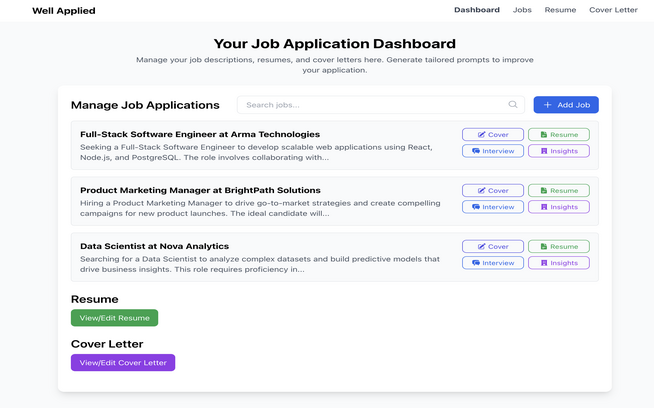 Well Applied
Dashboard Jobs Resume Cover Letter
Your Job Application Dashboard
Manage your job descriptions, resumes, and cover letters here. Generate tailored prompts to improve
your application.
Manage Job Applications
Search jobs...
+ Add Job
Full-Stack Software Engineer at Arma Technologies
Seeking a Full-Stack Software Engineer to develop scalable web applications using React,
Node.js, and PostgreSQL. The role involves collaborating with...
Cover Resume
Interview Insights
Product Marketing Manager at BrightPath Solutions
Hiring a Product Marketing Manager to drive go-to-market strategies and create compelling
campaigns for new product launches. The ideal candidate will...
Cover Resume
Interview Insights
Data Scientist at Nova Analytics
Searching for a Data Scientist to analyze complex datasets and build predictive models that
drive business insights. This role requires proficiency in...
Cover Resume
Interview Insights
Resume
View/Edit Resume
Cover Letter
View/Edit Cover Letter